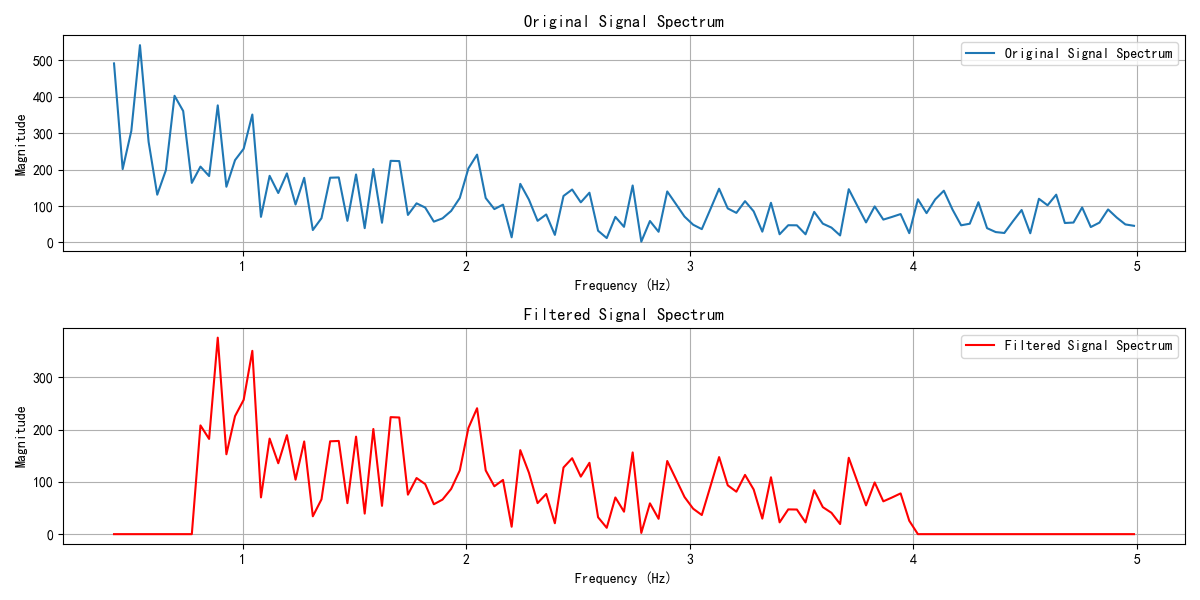 Original Signal Spectrum
Original Signal Spectrum
Magnitude
500
400
300
200
100
0
1 2 3 4 5
Frequency (Hz)
Filtered Signal Spectrum
Filtered Signal Spectrum
Magnitude
300
200
100
0
1 2 3 4 5
Frequency (Hz)